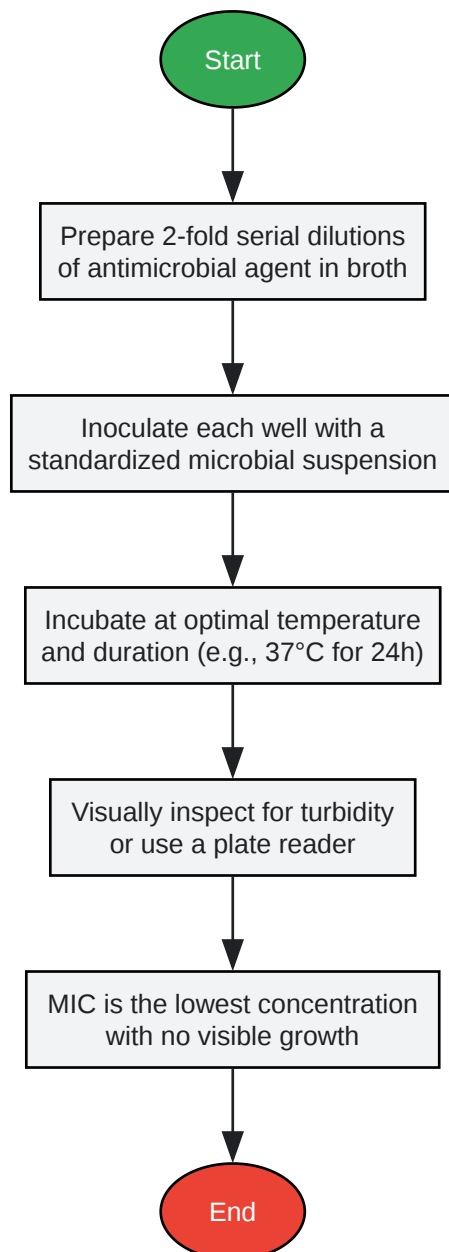 Start
Prepare 2-fold serial dilutions
of antimicrobial agent in broth
Inoculate each well with a
standardized microbial suspension
Incubate at optimal temperature
and duration (e.g., 37°C for 24h)
Visually inspect for turbidity
or use a plate reader
MIC is the lowest concentration
with no visible growth
End